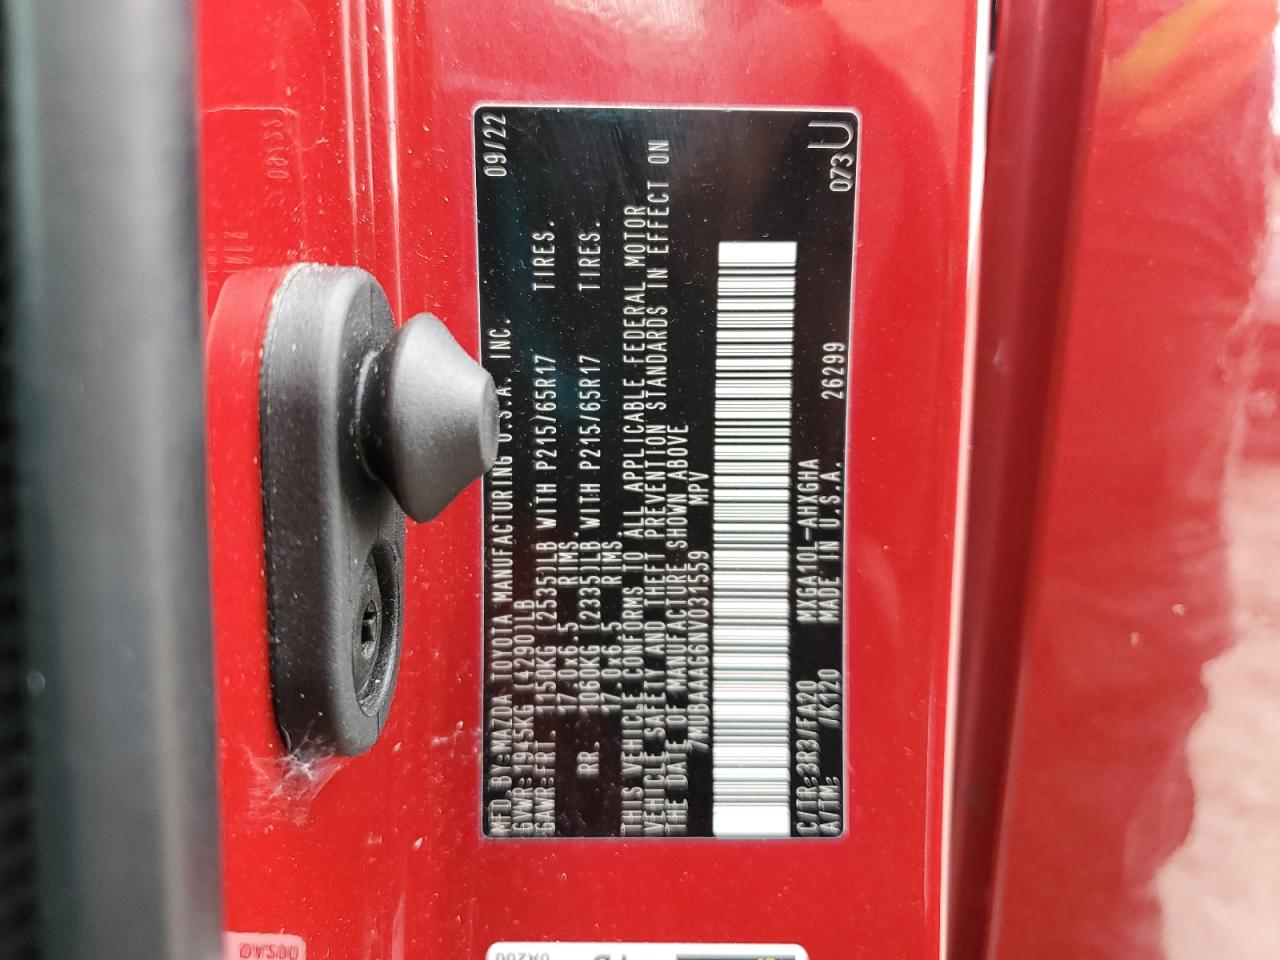 MFD.BY:MAZDA TOYOTA MANUFACTURING U.S.A. INC. 09/22
GVWR:1945KG (4290)LB
GAWR:FRT. 1150KG (2535)LB WITH P215/65R17 TIRES.
17.0x6.5 RIMS.
RR. 1060KG (2335)LB WITH P215/65R17 TIRES.
17.0x6.5 RIMS
THIS VEHICLE CONFORMS TO ALL APPLICABLE FEDERAL MOTOR
VEHICLE SAFETY AND THEFT PREVENTION STANDARDS IN EFFECT ON
THE DATE OF MANUFACTURE SHOWN ABOVE
7MUBAAAG6NV031559 MPV
C/TR:3R3/FA20 MXGA10L-AHXGHA 26299 073U
A/TM: /K120 MADE IN U.S.A.